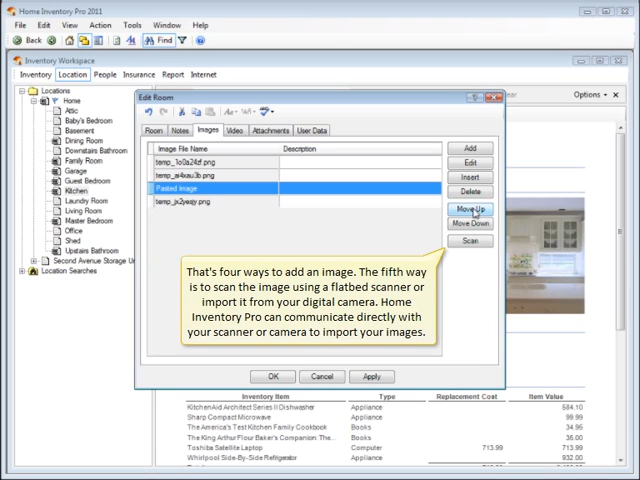 Home Inventory Pro 2011
File Edit View Action Tools Window Help
Back Find
Inventory Workspace
Inventory Location People Insurance Report Internet
Locations
Home
Attic
Baby's Bedroom
Basement
Dining Room
Downstairs Bathroom
Family Room
Garage
Guest Bedroom
Kitchen
Laundry Room
Living Room
Master Bedroom
Office
Shed
Upstairs Bathroom
Second Avenue Storage
Location Searches
Options
Edit Room
Room Notes Images Video Attachments User Data
Image File Name Description
Pasted Image
Add
Edit
Insert
Delete
Move Up
Move Down
Scan
That's four ways to add an image. The fifth way
is to scan the image using a flatbed scanner or
import it from your digital camera. Home
Inventory Pro can communicate directly with
your scanner or camera to import your images.
OK Cancel Apply
Inventory Item Type Replacement Cost Item Value
KitchenAid Architect Series II Dishwasher Appliance 584.10
Sharp Compact Microwave Appliance 99.99
The America's Test Kitchen Family Cookbook Books 34.95
The King Arthur Flour Baker's Companion: The... Books 35.00
Toshiba Satellite Laptop Computer 713.99 713.99
Whirlpool Side-By-Side Refrigerator Appliance 932.00